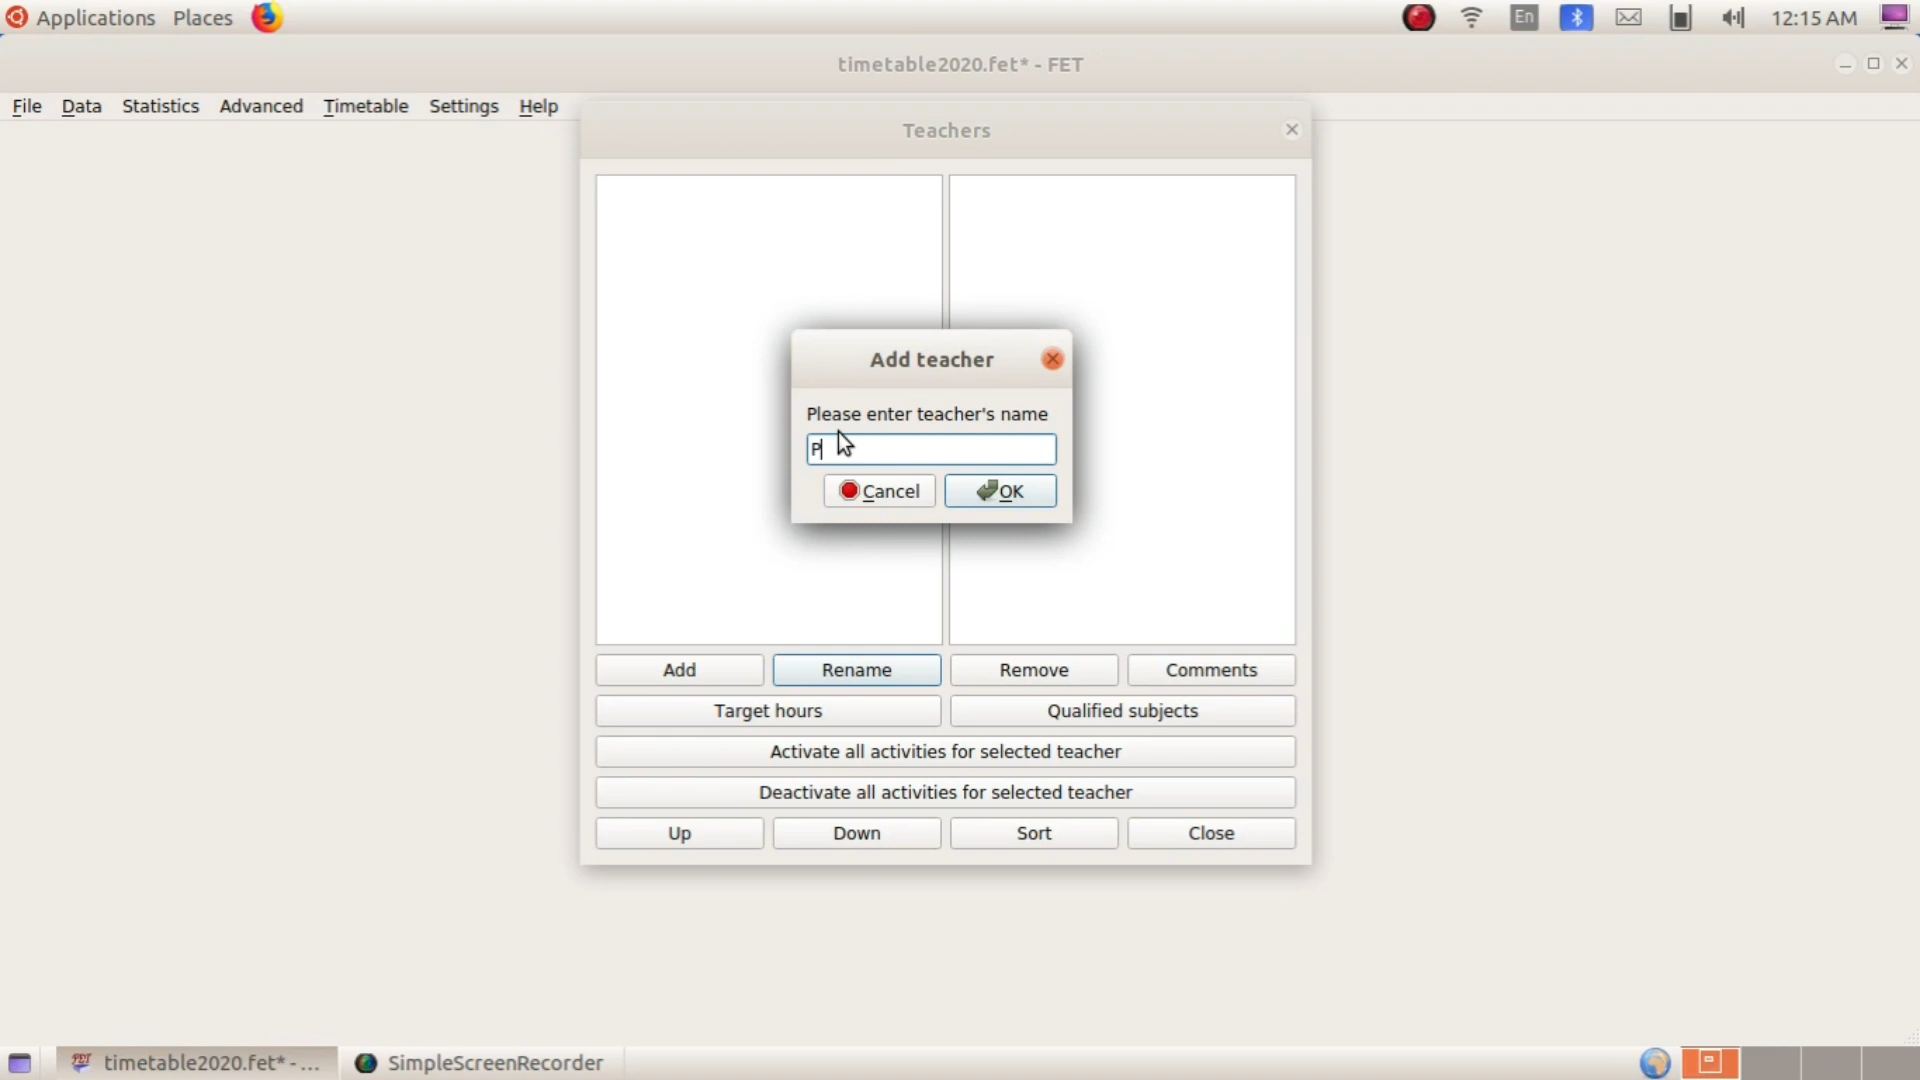 Applications Places En 12:15 AM
timetable2020.fet* - FET
File Data Statistics Advanced Timetable Settings Help
Teachers
Add teacher
Please enter teacher's name
P
Cancel OK
Add Rename Remove Comments
Target hours Qualified subjects
Activate all activities for selected teacher
Deactivate all activities for selected teacher
Up Down Sort Close
timetable2020.fet* - ... SimpleScreenRecorder